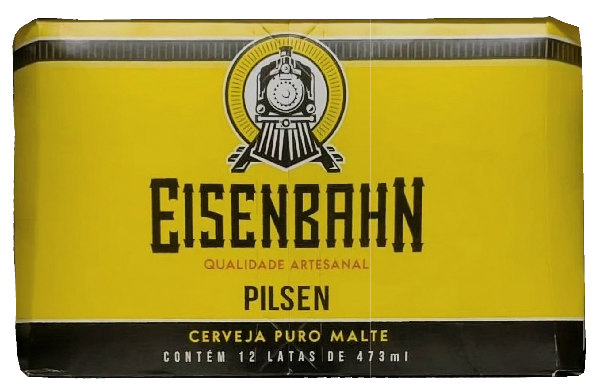 EISENBAHN
QUALIDADE ARTESANAL
PILSEN
CERVEJA PURO MALTE
CONTÉM 12 LATAS DE 473ml